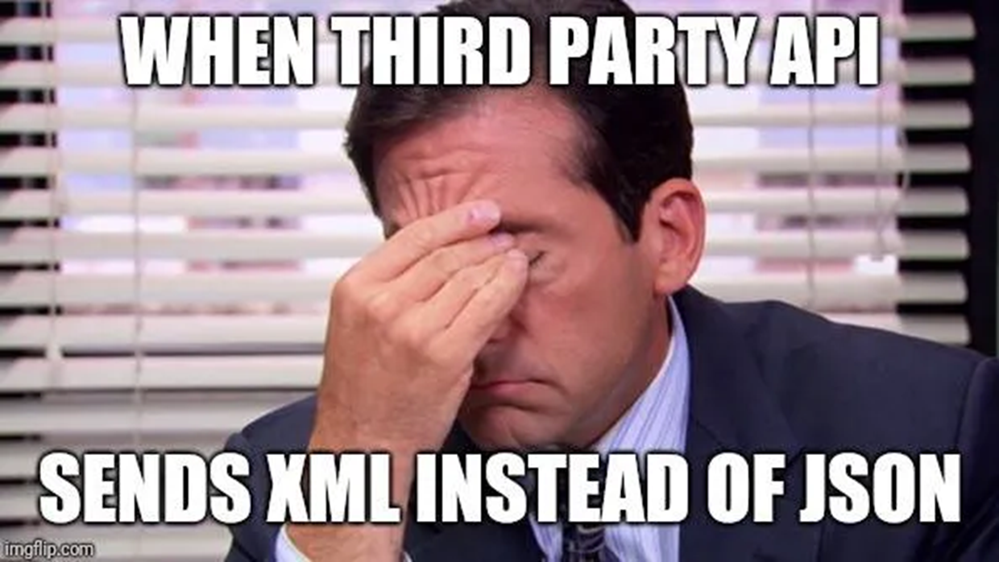 WHEN THIRD PARTY API
SENDS XML INSTEAD OF JSON
imgflip.com